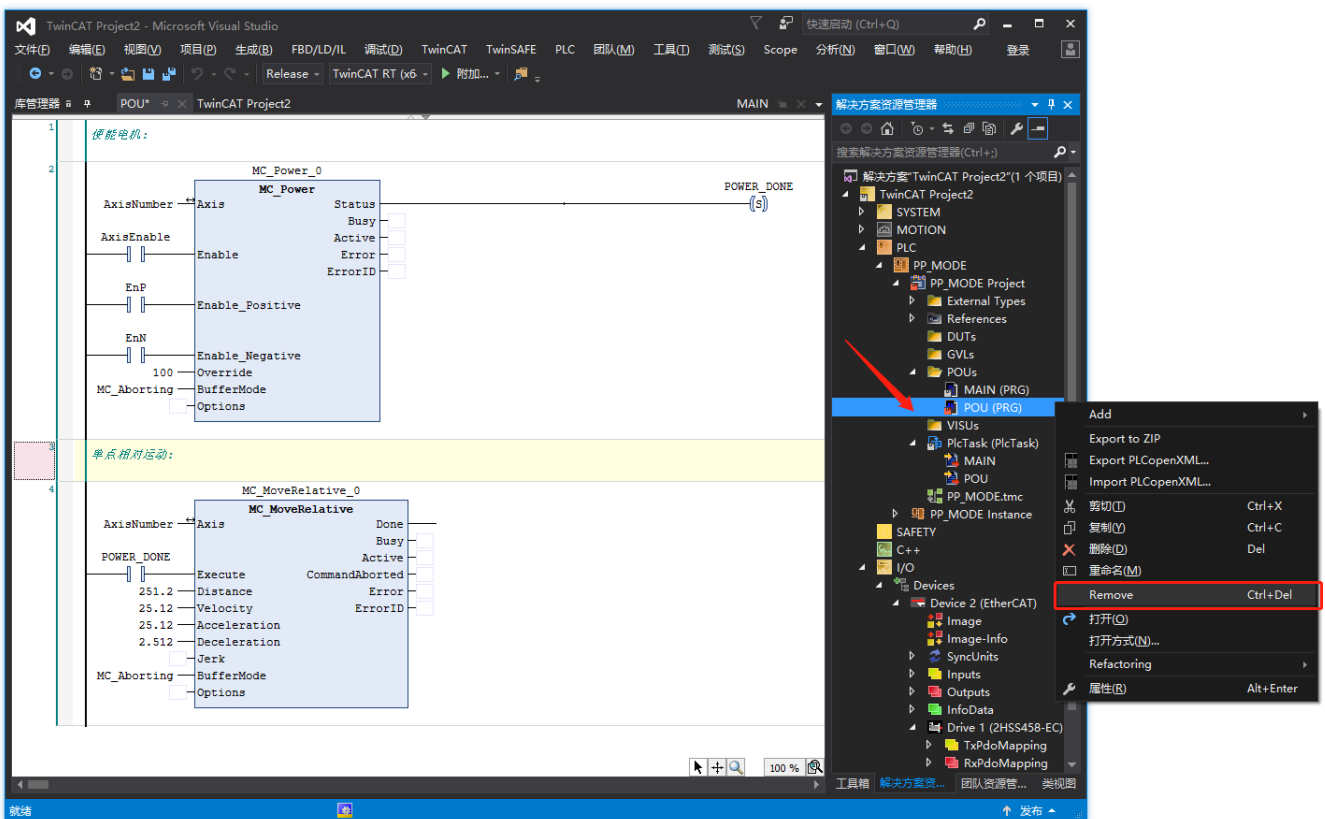 TwinCAT Project2 - Microsoft Visual Studio
快速启动 (Ctrl+Q)
文件(F) 编辑(E) 视图(V) 项目(P) 生成(B) FBD/LD/IL 调试(D) TwinCAT TwinSAFE PLC 团队(M) 工具(T) 测试(S) Scope 分析(N) 窗口(W) 帮助(H) 登录
Release TwinCAT RT (x6 附加...
库管理器 POU* TwinCAT Project2 MAIN
1
使能电机：
2
MC_Power_0
MC_Power
POWER_DONE
AxisNumber Axis Status (S)
Busy
AxisEnable Active
Enable Error
ErrorID
EnP
Enable_Positive
EnN
Enable_Negative
100 Override
MC_Aborting BufferMode
Options
3
单点相对运动：
4
MC_MoveRelative_0
MC_MoveRelative
AxisNumber Axis Done
Busy
POWER_DONE Active
Execute CommandAborted
251.2 Distance Error
25.12 Velocity ErrorID
25.12 Acceleration
2.512 Deceleration
Jerk
MC_Aborting BufferMode
Options
100 %
解决方案资源管理器
搜索解决方案资源管理器(Ctrl+;)
解决方案"TwinCAT Project2"(1 个项目)
TwinCAT Project2
SYSTEM
MOTION
PLC
PP_MODE
PP_MODE Project
External Types
References
DUTs
GVLs
POUs
MAIN (PRG)
POU (PRG)
VISUs
PlcTask (PlcTask)
MAIN
POU
PP_MODE.tmc
PP_MODE Instance
SAFETY
C++
I/O
Devices
Device 2 (EtherCAT)
Image
Image-Info
SyncUnits
Inputs
Outputs
InfoData
Drive 1 (2HSS458-EC)
TxPdoMapping
RxPdoMapping
工具箱 解决方案资... 团队资源管... 类视图
Add
Export to ZIP
Export PLCopenXML...
Import PLCopenXML...
剪切(T) Ctrl+X
复制(Y) Ctrl+C
删除(D) Del
重命名(M)
Remove Ctrl+Del
打开(O)
打开方式(N)...
Refactoring
属性(R) Alt+Enter
就绪 发布